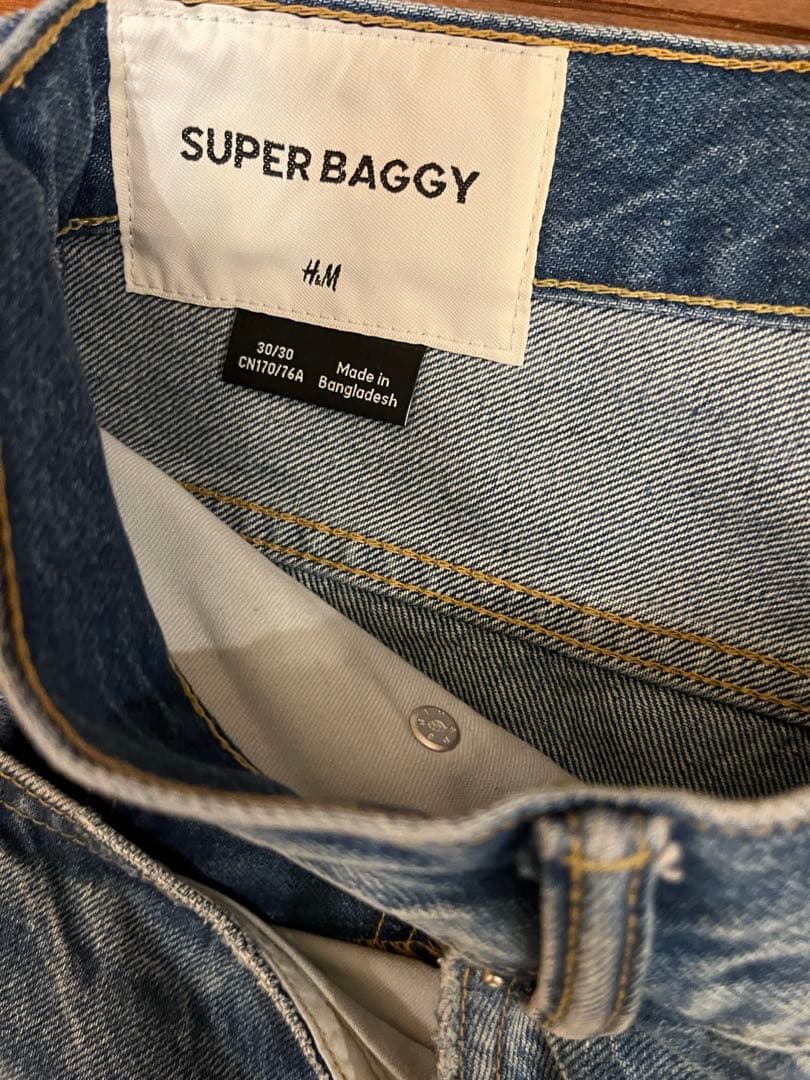 SUPER BAGGY
H&M
30/30
CN170/76A
Made in
Bangladesh